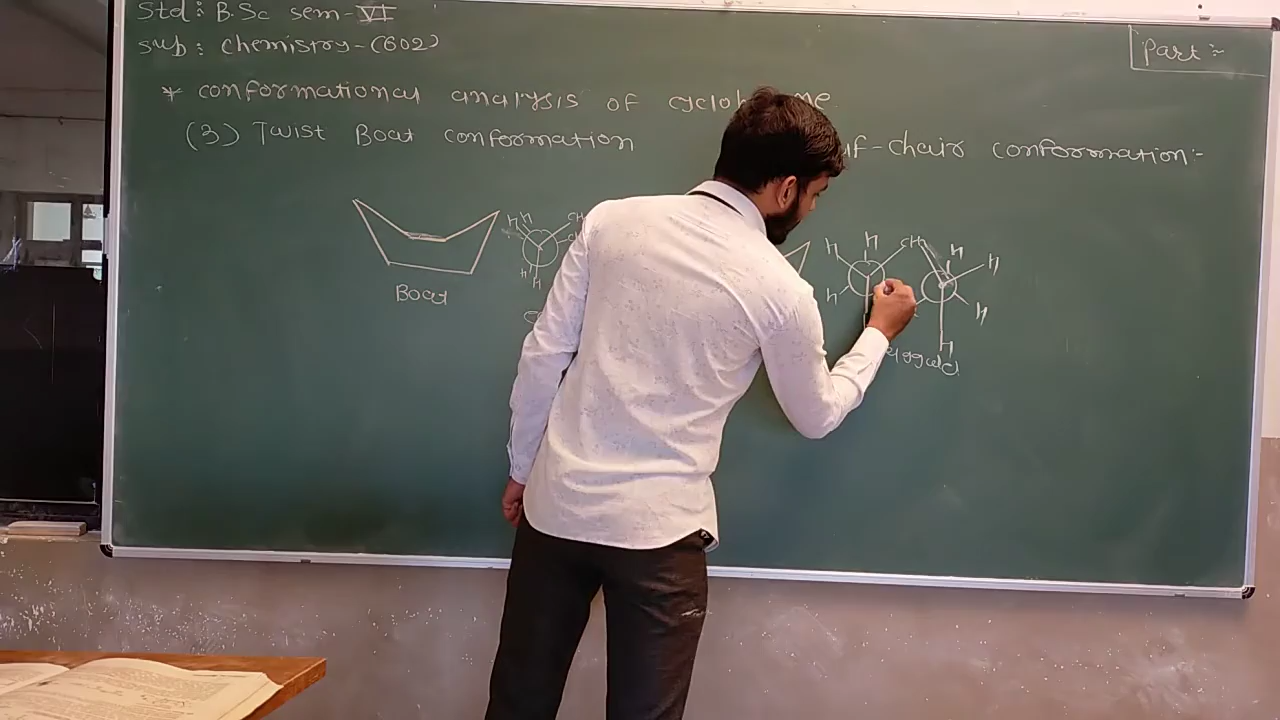 Std: B.Sc sem-VI
sub: chemistry-(602)
Part :-
* conformational analysis of
(3) Twist Boat conformation
-chair conformation:-
H H CH
H H CH H H
Boat
H H
H H
H